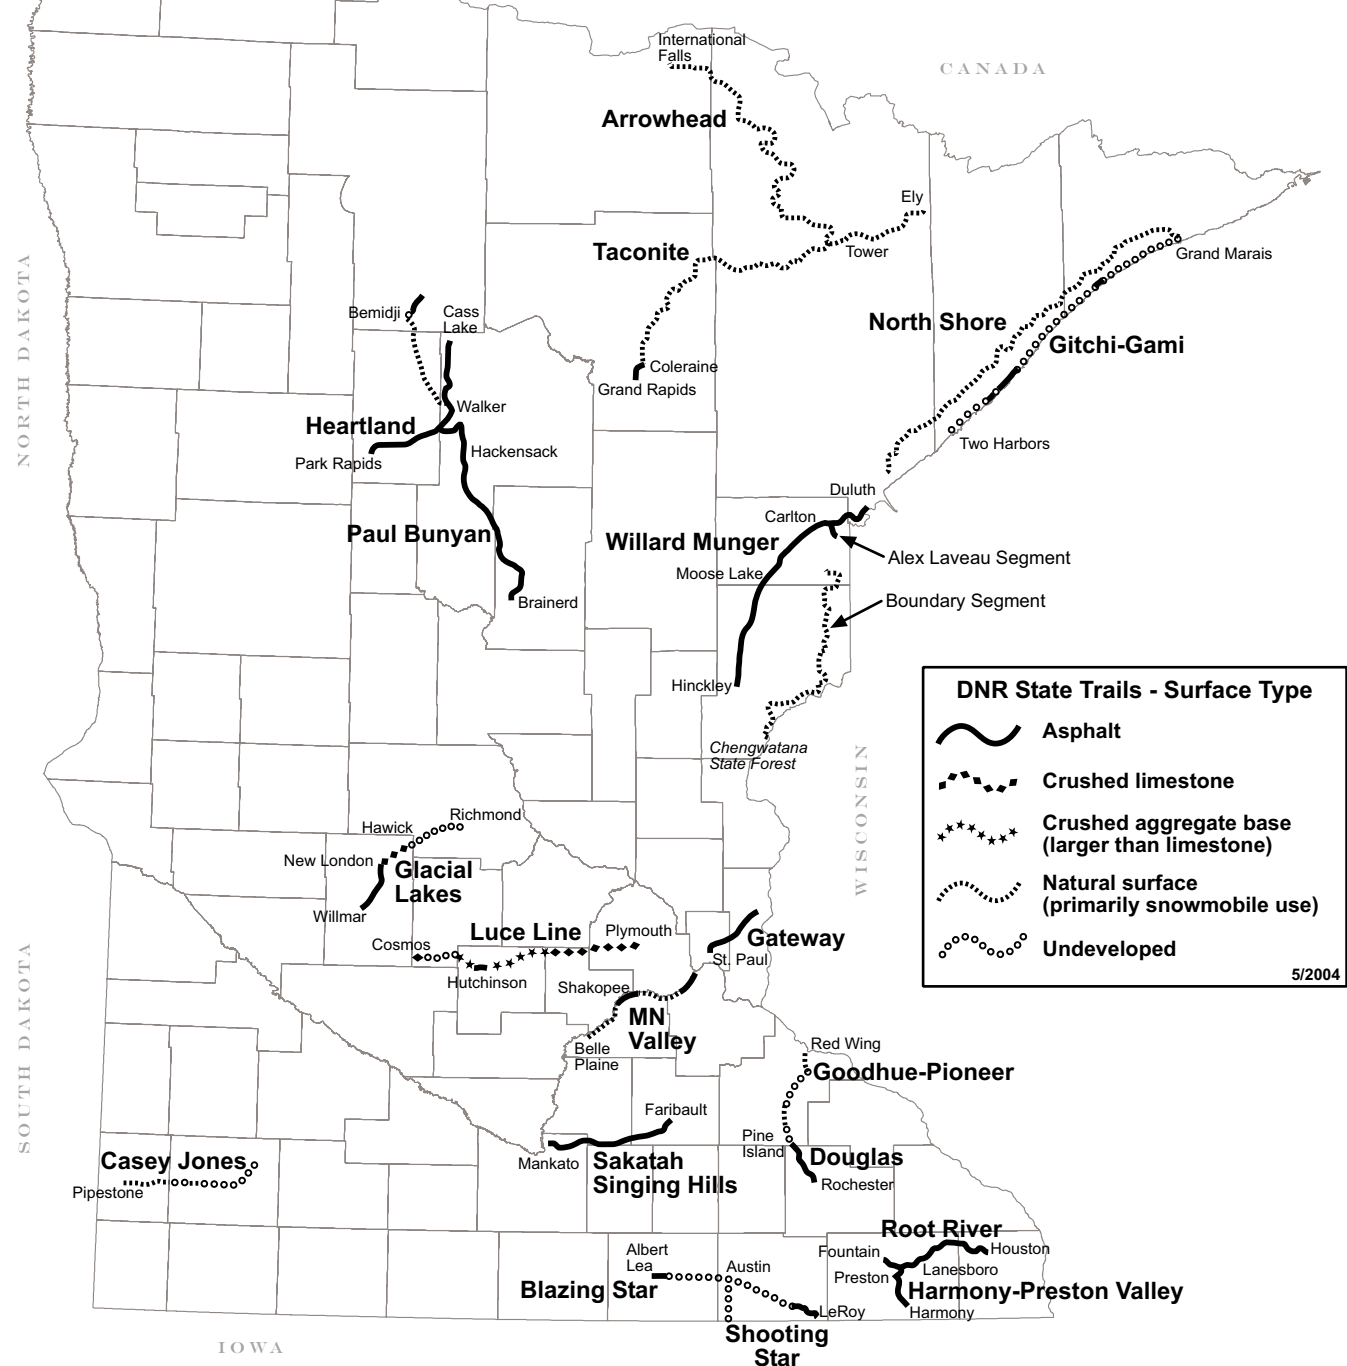 International
Falls
CANADA
Arrowhead
Ely
Taconite
Tower
Grand Marais
NORTH DAKOTA
Bemidji
Cass
Lake
North Shore
Gitchi-Gami
Coleraine
Grand Rapids
Walker
Heartland
Park Rapids
Hackensack
Two Harbors
Duluth
Carlton
Paul Bunyan
Willard Munger
Alex Laveau Segment
Moose Lake
Boundary Segment
Brainerd
Hinckley
Chengwatana
State Forest
DNR State Trails - Surface Type
Asphalt
Crushed limestone
Crushed aggregate base
(larger than limestone)
Natural surface
(primarily snowmobile use)
Undeveloped
5/2004
WISCONSIN
Richmond
Hawick
New London
Glacial
Lakes
Willmar
Luce Line
Plymouth
Cosmos
Gateway
St. Paul
Hutchinson
Shakopee
SOUTH DAKOTA
MN
Valley
Belle
Plaine
Red Wing
Goodhue-Pioneer
Faribault
Pine
Island
Douglas
Mankato
Sakatah
Singing Hills
Rochester
Casey Jones
Pipestone
Root River
Fountain
Houston
Lanesboro
Preston
Harmony-Preston Valley
Harmony
Albert
Lea
Austin
Blazing Star
LeRoy
Shooting
Star
IOWA